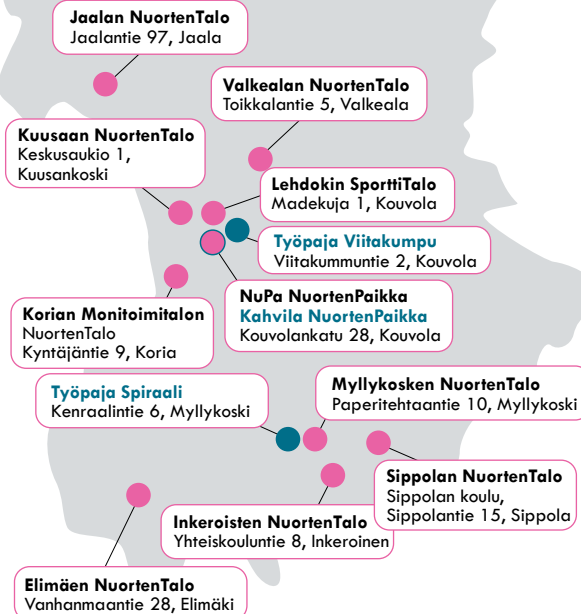 Jaalan NuortenTalo
Jaalantie 97, Jaala
Valkealan NuortenTalo
Toikkalantie 5, Valkeala
Kuusaan NuortenTalo
Keskusaukio 1,
Kuusankoski
Lehdokin SporttiTalo
Madekuja 1, Kouvola
Työpaja Viitakumpu
Viitakummuntie 2, Kouvola
NuPa NuortenPaikka
Kahvila NuortenPaikka
Kouvolankatu 28, Kouvola
Korian Monitoimitalon
NuortenTalo
Kyntäjäntie 9, Koria
Työpaja Spiraali
Kenraalintie 6, Myllykoski
Myllykosken NuortenTalo
Paperitehtaantie 10, Myllykoski
Sippolan NuortenTalo
Sippolan koulu,
Sippolantie 15, Sippola
Inkeroisten NuortenTalo
Yhteiskouluntie 8, Inkeroinen
Elimäen NuortenTalo
Vanhanmaantie 28, Elimäki